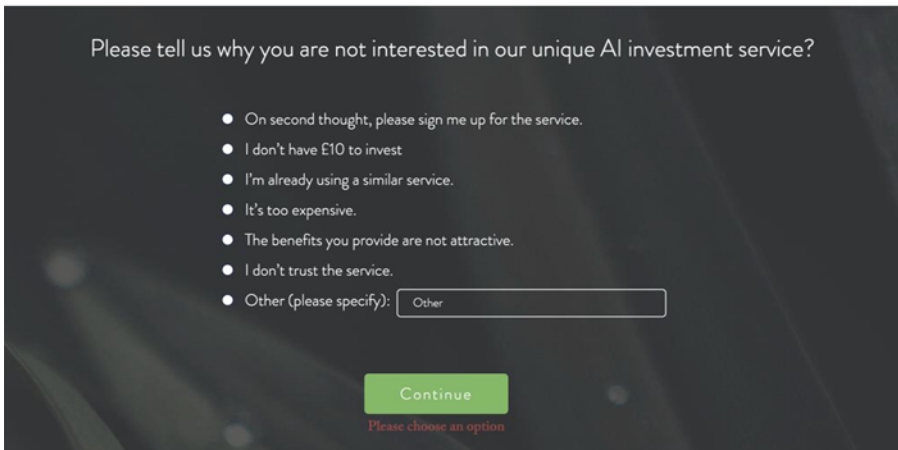 Please tell us why you are not interested in our unique AI investment service?
On second thought, please sign me up for the service.
I don't have £10 to invest
I'm already using a similar service.
It's too expensive.
The benefits you provide are not attractive.
I don't trust the service.
Other (please specify): Other
Continue
Please choose an option